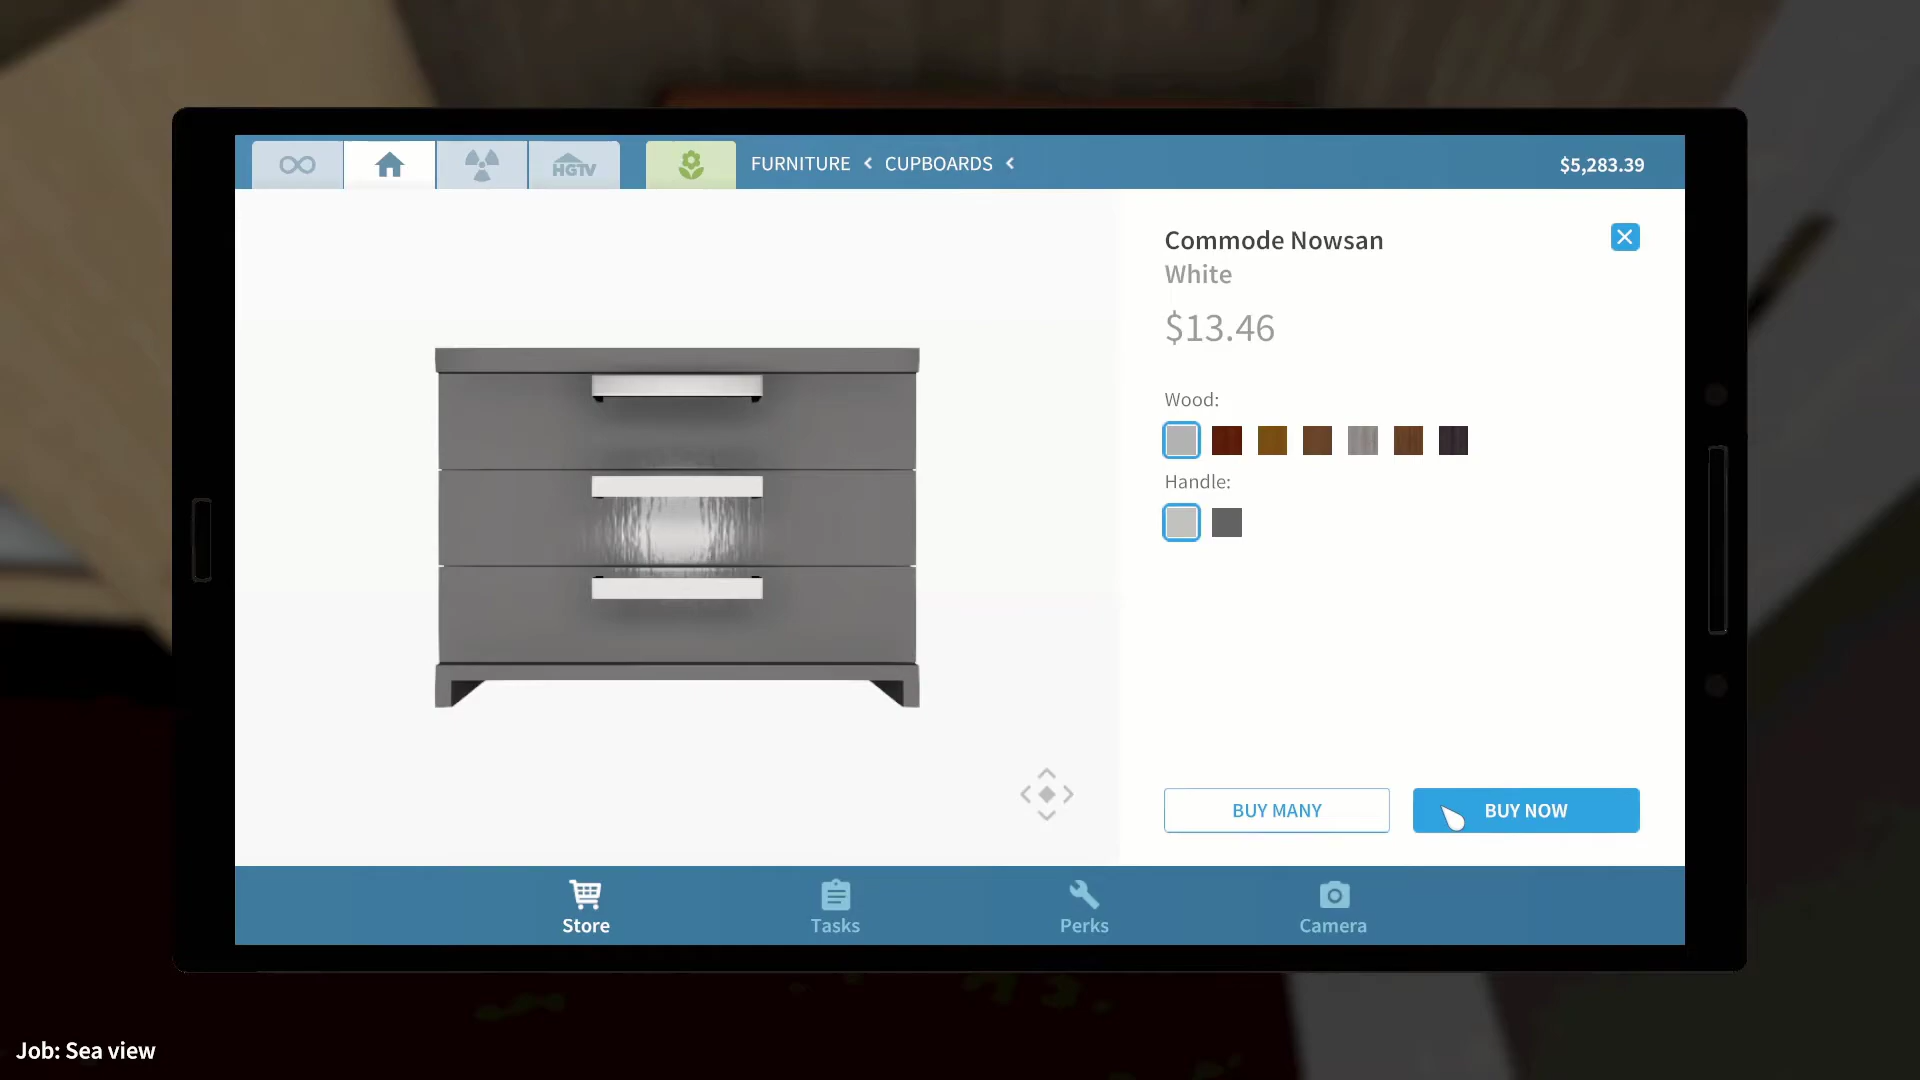 HGTV
FURNITURE < CUPBOARDS <
$5,283.39
Commode Nowsan
White
$13.46
Wood:
Handle:
BUY MANY
BUY NOW
Store
Tasks
Perks
Camera
Job: Sea view